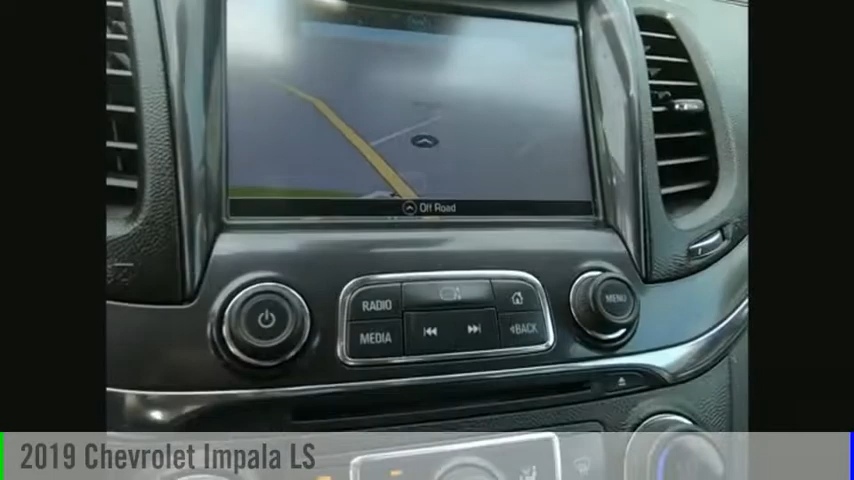 Off Road
RADIO
MENU
MEDIA
BACK
2019 Chevrolet Impala LS